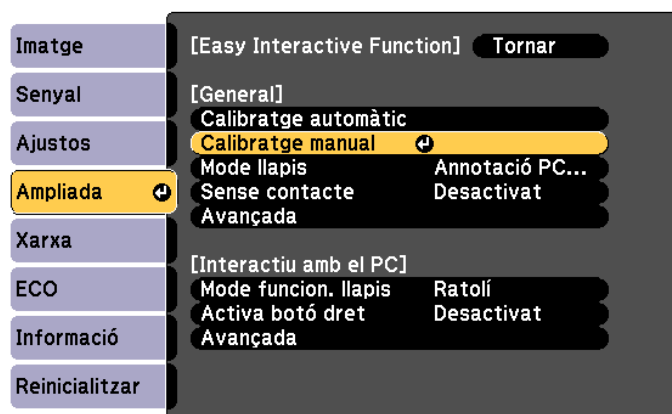 Imatge
Senyal
Ajustos
Ampliada
Xarxa
ECO
Informació
Reinicialitzar
[Easy Interactive Function] Tornar
[General]
Calibratge automàtic
Calibratge manual
Mode llapis Annotació PC...
Sense contacte Desactivat
Avançada
[Interactiu amb el PC]
Mode funcion. llapis Ratolí
Activa botó dret Desactivat
Avançada